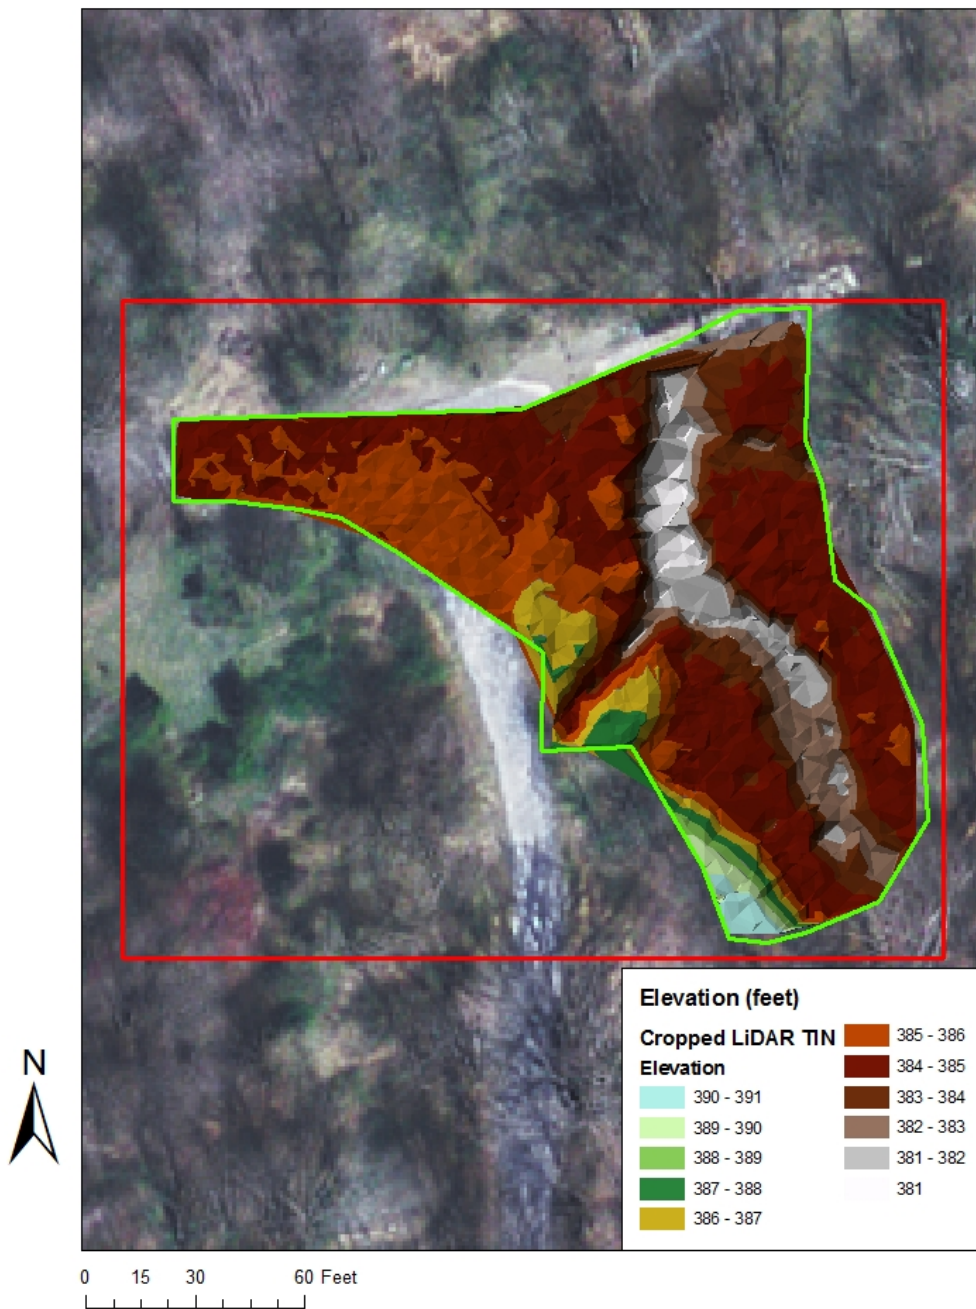 Elevation (feet)
Cropped LiDAR TIN
Elevation
390 - 391
389 - 390
388 - 389
387 - 388
386 - 387
385 - 386
384 - 385
383 - 384
382 - 383
381 - 382
381
N
0 15 30 60 Feet